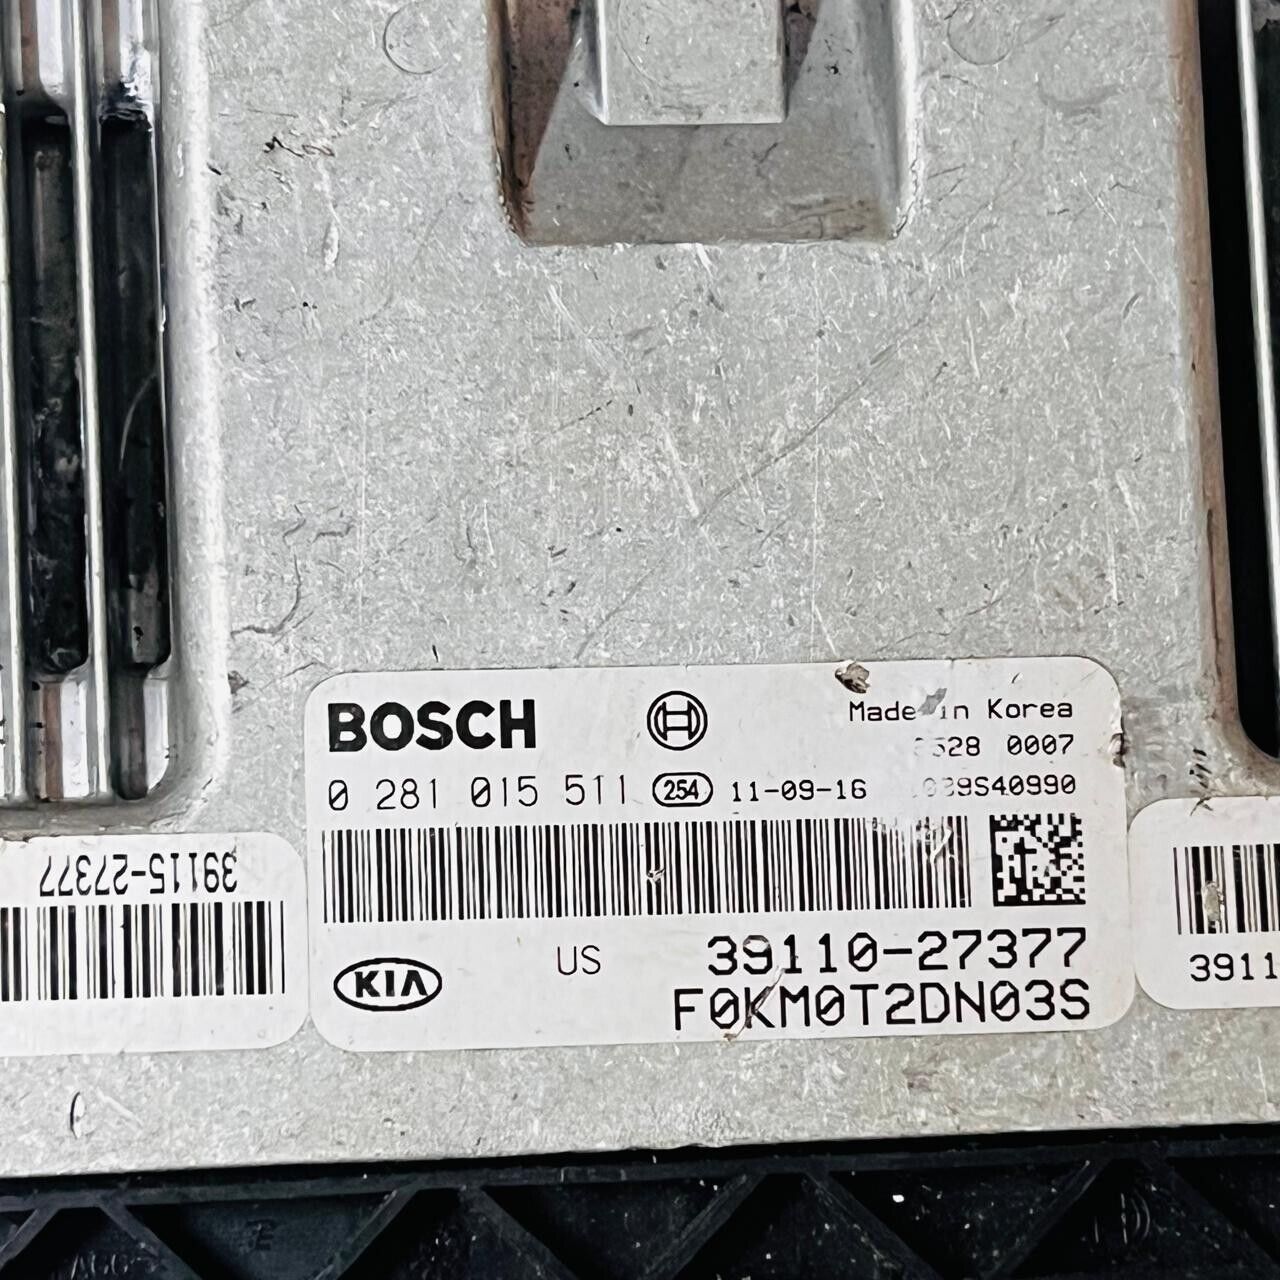 BOSCH
Made in Korea
0007
0 281 015 511 254 11-09-16
39115-27377
US 39110-27377
KIA
F0KM0T2DN03S